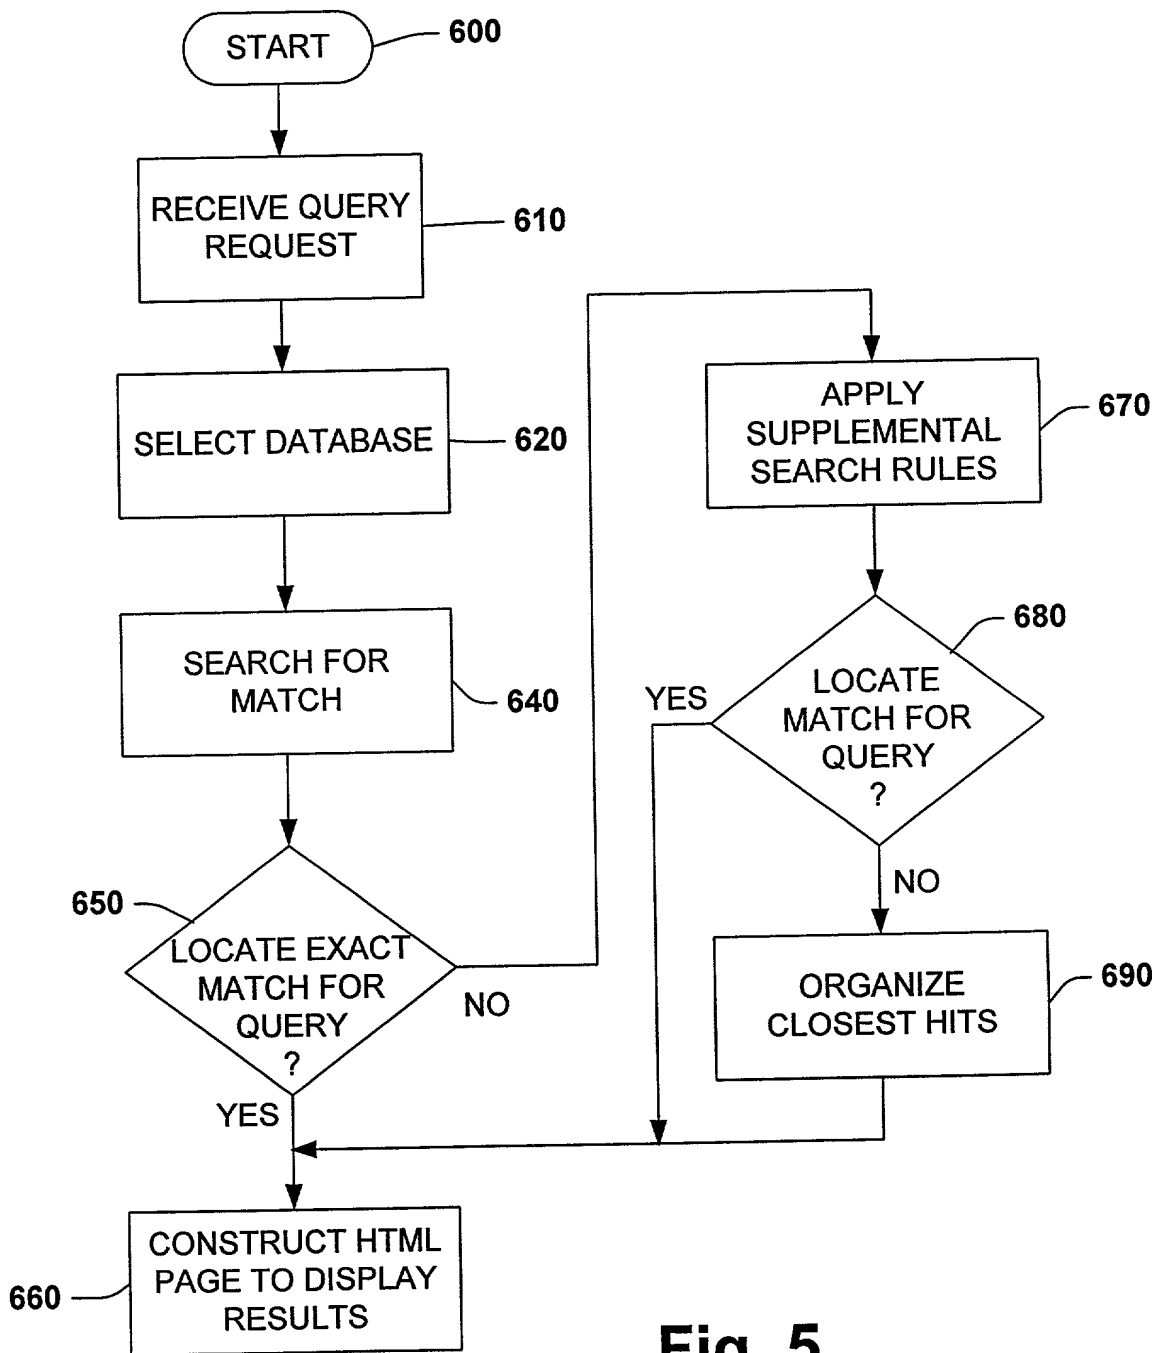 START
600
RECEIVE QUERY
REQUEST
610
SELECT DATABASE
620
SEARCH FOR
MATCH
640
650
LOCATE EXACT
MATCH FOR
QUERY
?
NO
YES
660
CONSTRUCT HTML
PAGE TO DISPLAY
RESULTS
APPLY
SUPPLEMENTAL
SEARCH RULES
670
680
LOCATE
MATCH FOR
QUERY
?
YES
NO
ORGANIZE
CLOSEST HITS
690
Fig. 5